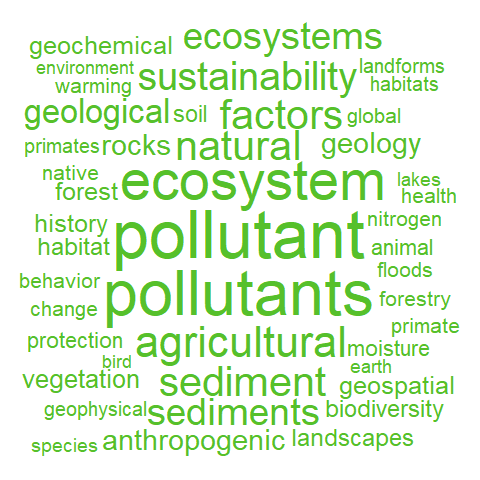 geochemical ecosystems
environment sustainability landforms
warming habitats
geological soil factors global
primates rocks natural geology
native ecosystem lakes
forest health
history pollutant nitrogen
habitat animal
behavior pollutants floods
change forestry
protection agricultural primate
bird moisture
vegetation sediment earth
geospatial
geophysical sediments biodiversity
species anthropogenic landscapes